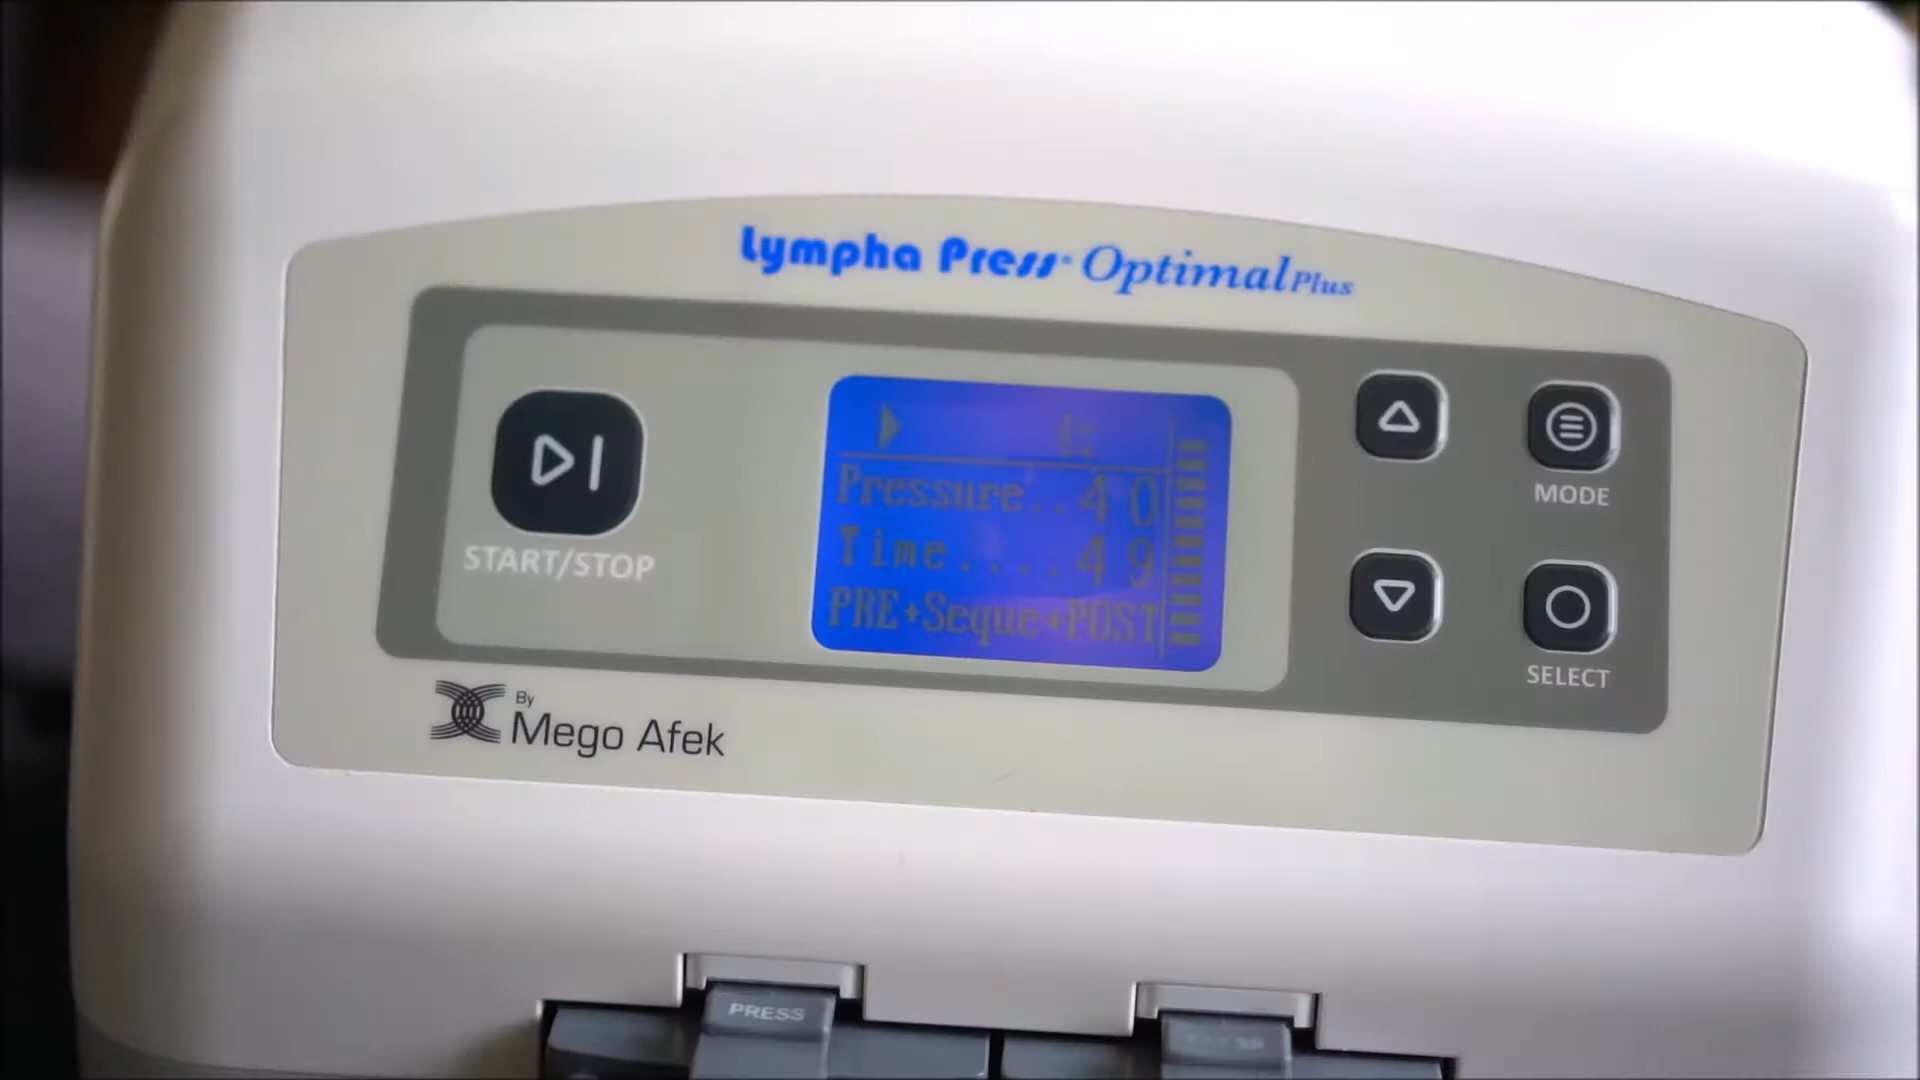 Lympha Press® Optimal Plus
Pressure..40
Time....49
PRE+Seque+POST
START/STOP
MODE
SELECT
By
Mego Afek
PRESS